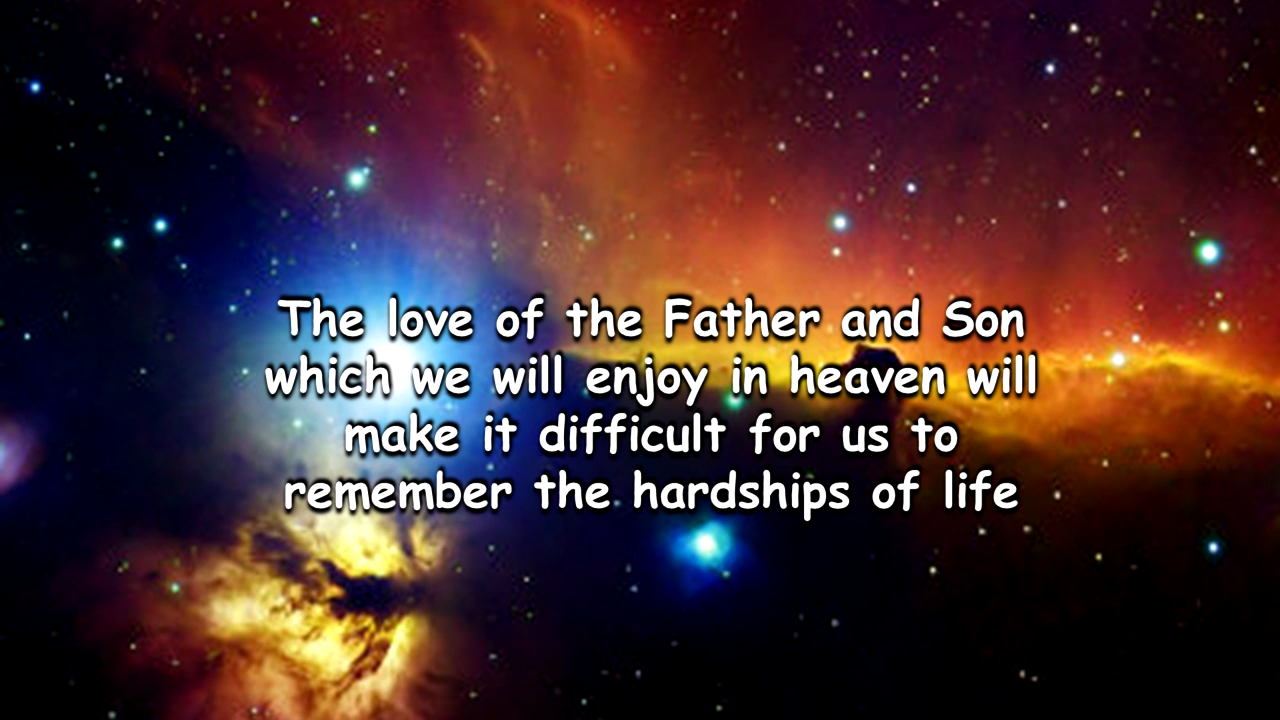 The love of the Father and Son
which we will enjoy in heaven will
make it difficult for us to
remember the hardships of life